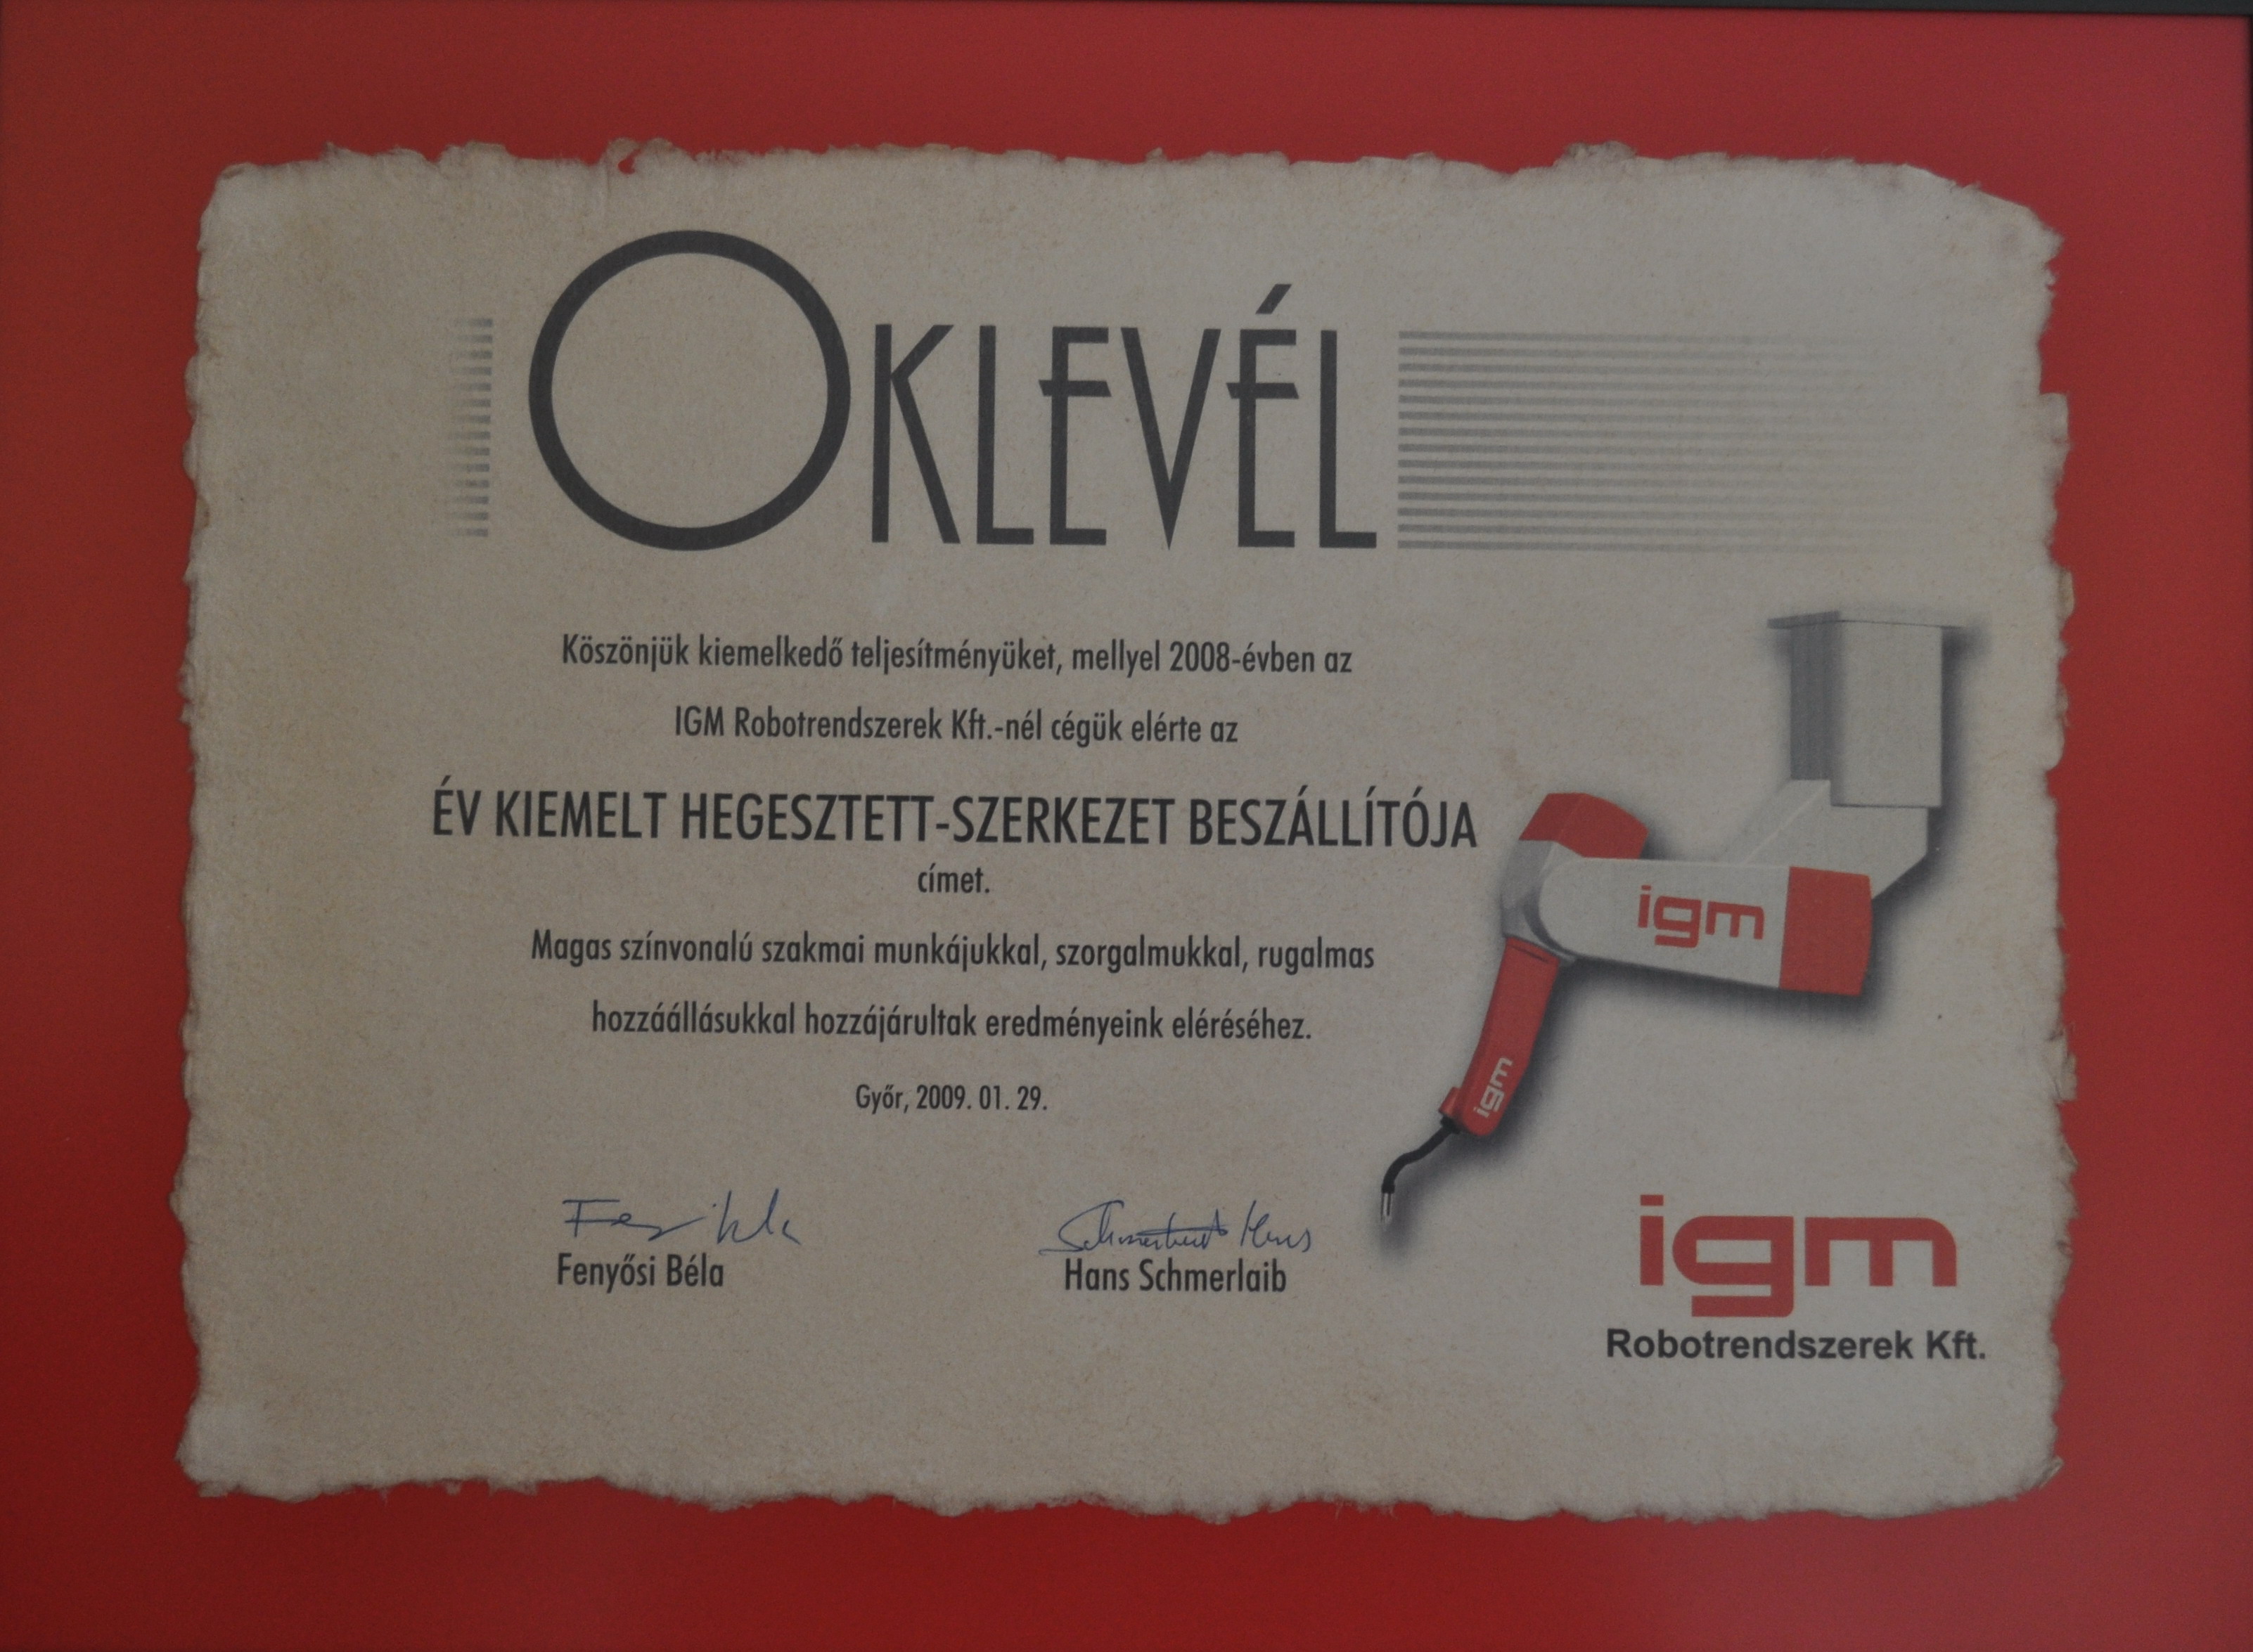 OKLEVÉL
Köszönjük kiemelkedő teljesítményüket, mellyel 2008-évben az
IGM Robotrendszerek Kft.-nél cégük elérte az
ÉV KIEMELT HEGESZTETT-SZERKEZET BESZÁLLÍTÓJA
címet.
Magas színvonalú szakmai munkájukkal, szorgalmukkal, rugalmas
hozzáállásukkal hozzájárultak eredményeink eléréséhez.
Győr, 2009. 01. 29.
Fenyősi Béla
Hans Schmerlaib
igm
igm
igm
Robotrendszerek Kft.